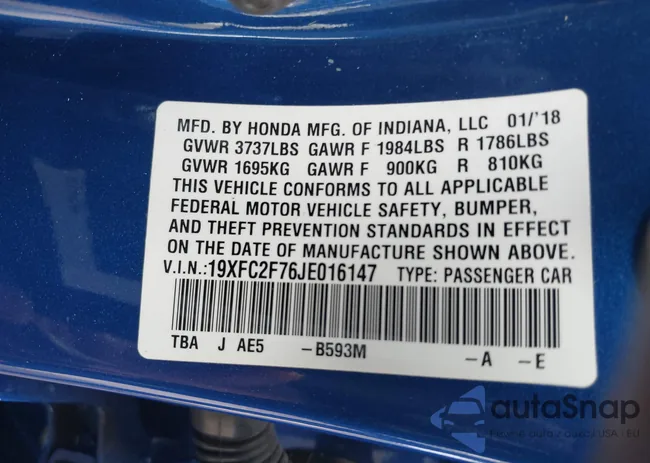 MFD. BY HONDA MFG. OF INDIANA, LLC 01/'18
GVWR 3737LBS GAWR F 1984LBS R 1786LBS
GVWR 1695KG GAWR F 900KG R 810KG
THIS VEHICLE CONFORMS TO ALL APPLICABLE
FEDERAL MOTOR VEHICLE SAFETY, BUMPER,
AND THEFT PREVENTION STANDARDS IN EFFECT
ON THE DATE OF MANUFACTURE SHOWN ABOVE.
V.I.N.:19XFC2F76JE016147 TYPE: PASSENGER CAR
TBA J AE5 -B593M -A -E
autoSnap
USA - EU